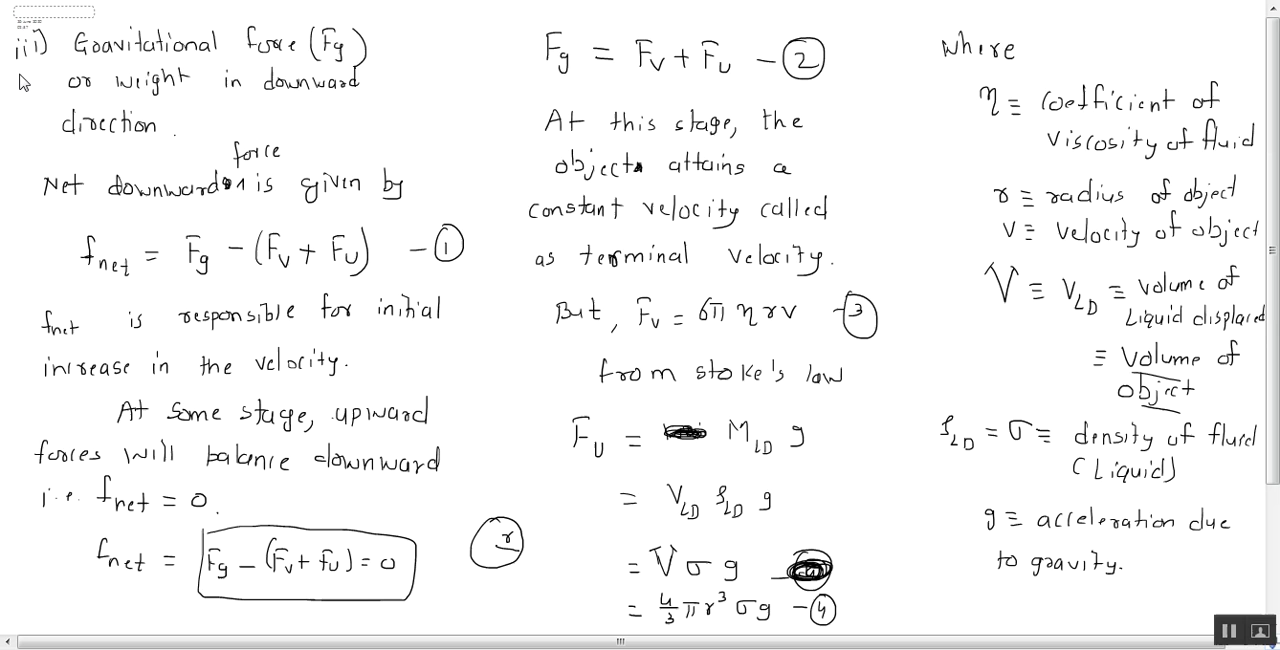 iii) Gravitational force (Fg)
or weight in downward
direction.
force
Net downward is given by
fnet = Fg - (Fv + FU) - ①
fnet is responsible for initial
increase in the velocity.
At some stage, upward
forces will balance downward
i.e. fnet = 0.
fnet = Fg - (Fv + fU) = 0
r
Fg = Fv + FU - ②
At this stage, the
object attains a
constant velocity called
as terminal velocity.
But, Fv = 6π η r v - ③
from stoke's law
FU = MLD g
= VLD ρLD g
= V σ g
= 4/3 π r³ σg - ④
where
η ≡ coefficient of
viscosity of fluid
r ≡ radius of object
v ≡ velocity of object
V ≡ VLD ≡ volume of
Liquid displaced
≡ volume of
object
ρLD = σ ≡ density of fluid
(Liquid)
g ≡ acceleration due
to gravity.